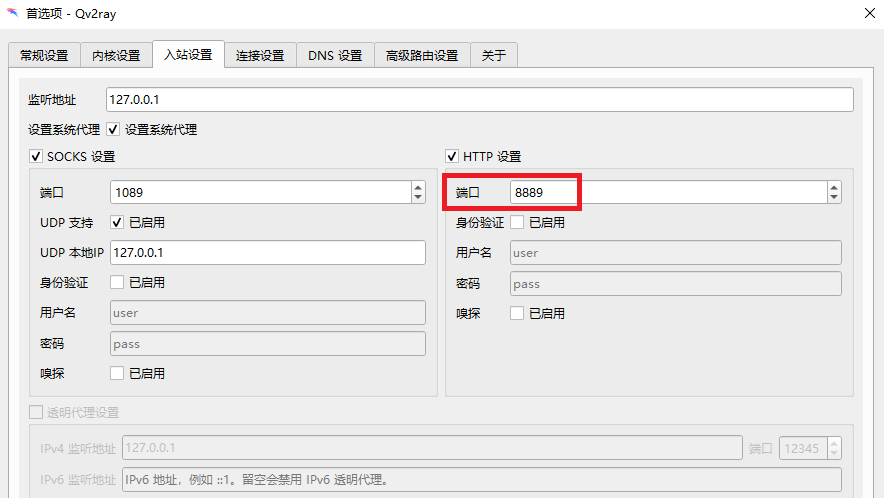 首选项 - Qv2ray
常规设置 内核设置 入站设置 连接设置 DNS 设置 高级路由设置 关于
监听地址 127.0.0.1
设置系统代理 设置系统代理
SOCKS 设置
端口 1089
UDP 支持 已启用
UDP 本地IP 127.0.0.1
身份验证 已启用
用户名 user
密码 pass
嗅探 已启用
HTTP 设置
端口 8889
身份验证 已启用
用户名 user
密码 pass
嗅探 已启用
透明代理设置
IPv4 监听地址 127.0.0.1 端口 12345
IPv6 监听地址 IPv6 地址，例如 ::1。留空会禁用 IPv6 透明代理。